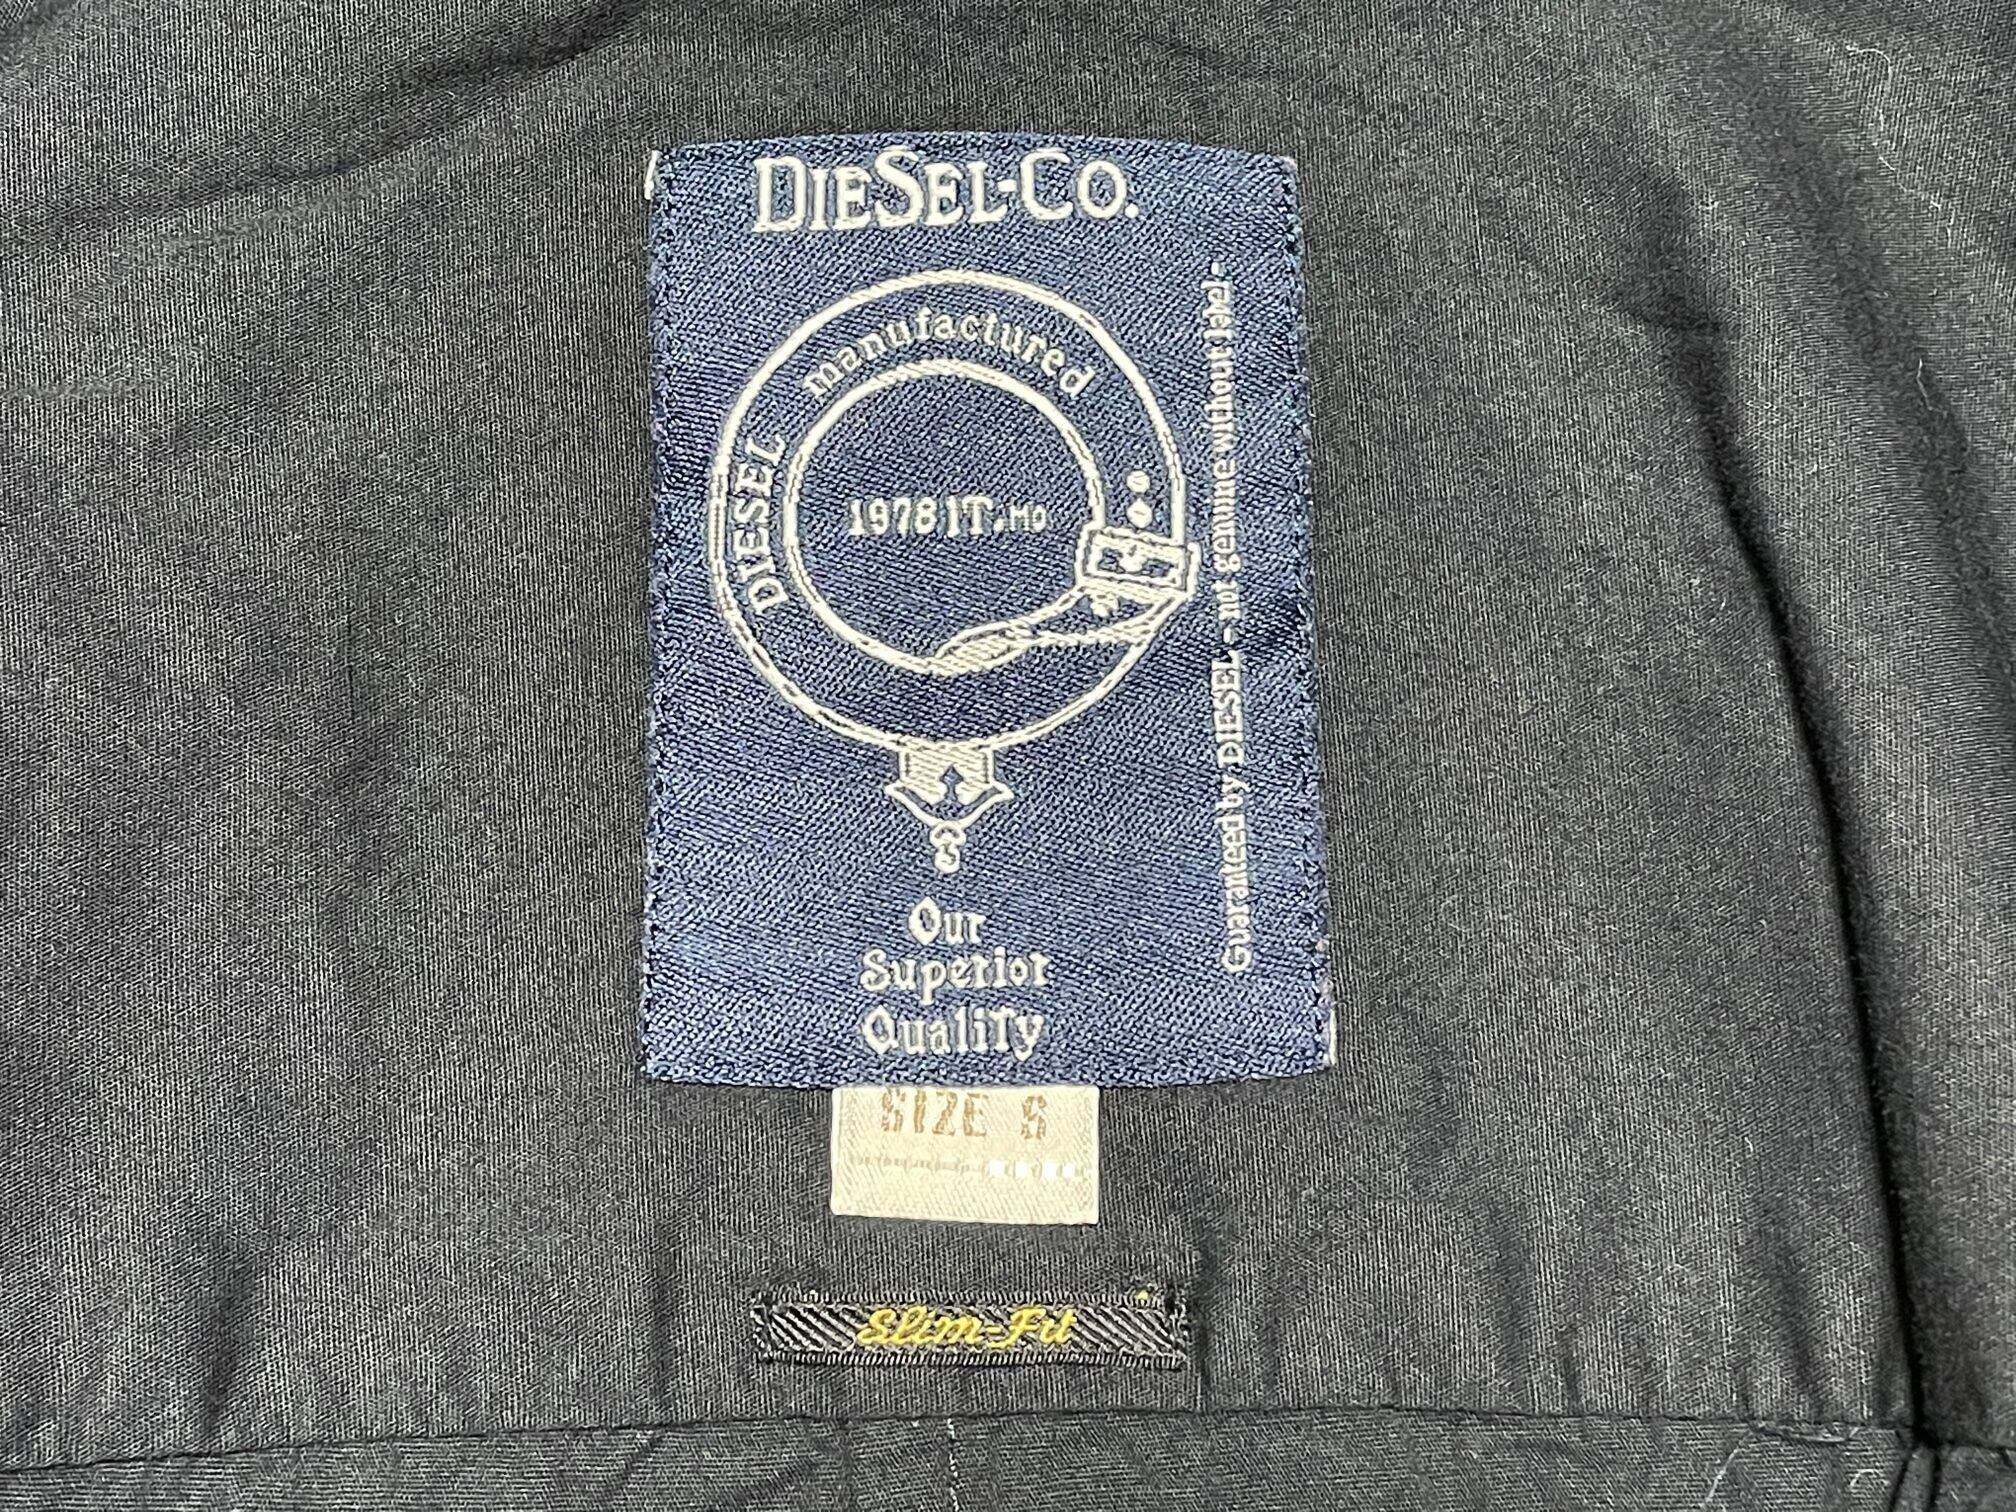 DIESEL-CO.
DIESEL manufactured
1978 IT.MO
Guaranteed by DIESEL - not genuine without label -
Our
Superior
Quality
SIZE S
Slim-Fit